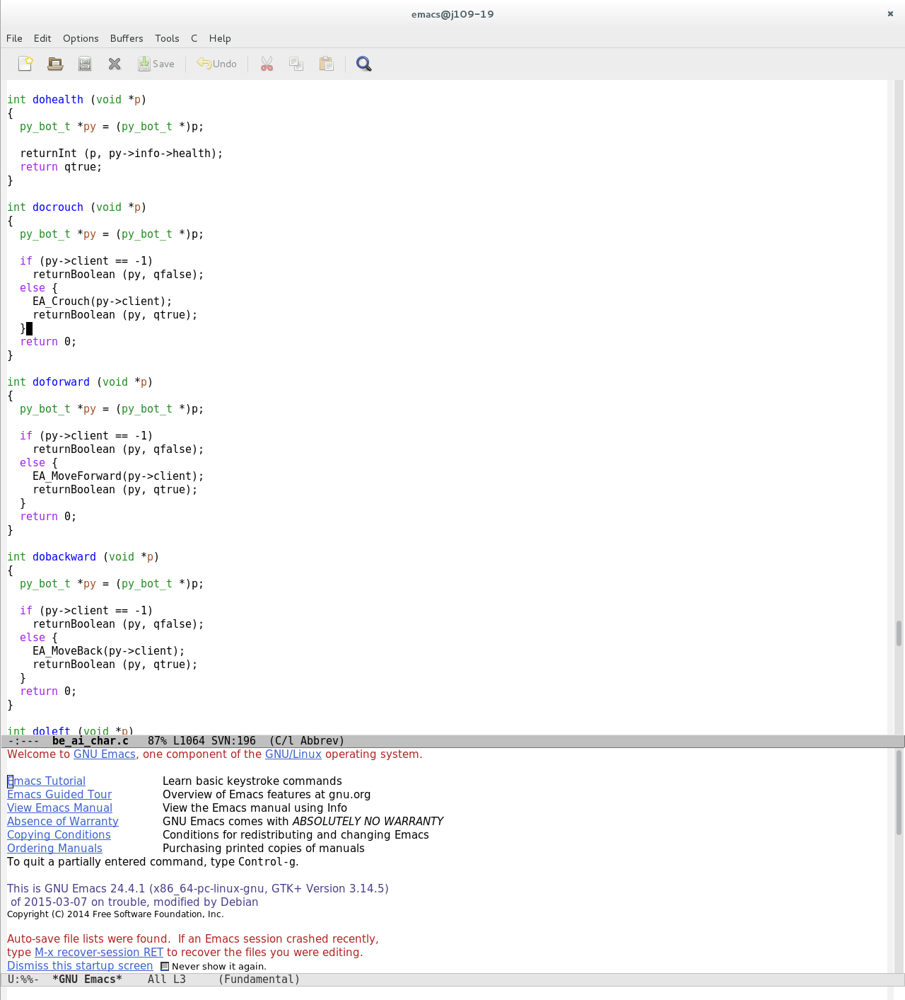 emacs@j109-19
File Edit Options Buffers Tools C Help
Save Undo
int dohealth (void *p)
{
  py_bot_t *py = (py_bot_t *)p;

  returnInt (p, py->info->health);
  return qtrue;
}

int docrouch (void *p)
{
  py_bot_t *py = (py_bot_t *)p;

  if (py->client == -1)
    returnBoolean (py, qfalse);
  else {
    EA_Crouch(py->client);
    returnBoolean (py, qtrue);
  }
  return 0;
}

int doforward (void *p)
{
  py_bot_t *py = (py_bot_t *)p;

  if (py->client == -1)
    returnBoolean (py, qfalse);
  else {
    EA_MoveForward(py->client);
    returnBoolean (py, qtrue);
  }
  return 0;
}

int dobackward (void *p)
{
  py_bot_t *py = (py_bot_t *)p;

  if (py->client == -1)
    returnBoolean (py, qfalse);
  else {
    EA_MoveBack(py->client);
    returnBoolean (py, qtrue);
  }
  return 0;
}

int doleft (void *p)
-:--- be_ai_char.c 87% L1064 SVN:196 (C/l Abbrev)
Welcome to GNU Emacs, one component of the GNU/Linux operating system.

Emacs Tutorial Learn basic keystroke commands
Emacs Guided Tour Overview of Emacs features at gnu.org
View Emacs Manual View the Emacs manual using Info
Absence of Warranty GNU Emacs comes with ABSOLUTELY NO WARRANTY
Copying Conditions Conditions for redistributing and changing Emacs
Ordering Manuals Purchasing printed copies of manuals
To quit a partially entered command, type Control-g.

This is GNU Emacs 24.4.1 (x86_64-pc-linux-gnu, GTK+ Version 3.14.5)
 of 2015-03-07 on trouble, modified by Debian
Copyright (C) 2014 Free Software Foundation, Inc.

Auto-save file lists were found.  If an Emacs session crashed recently,
type M-x recover-session RET to recover the files you were editing.
Dismiss this startup screen Never show it again.
U:%%- *GNU Emacs* All L3 (Fundamental)